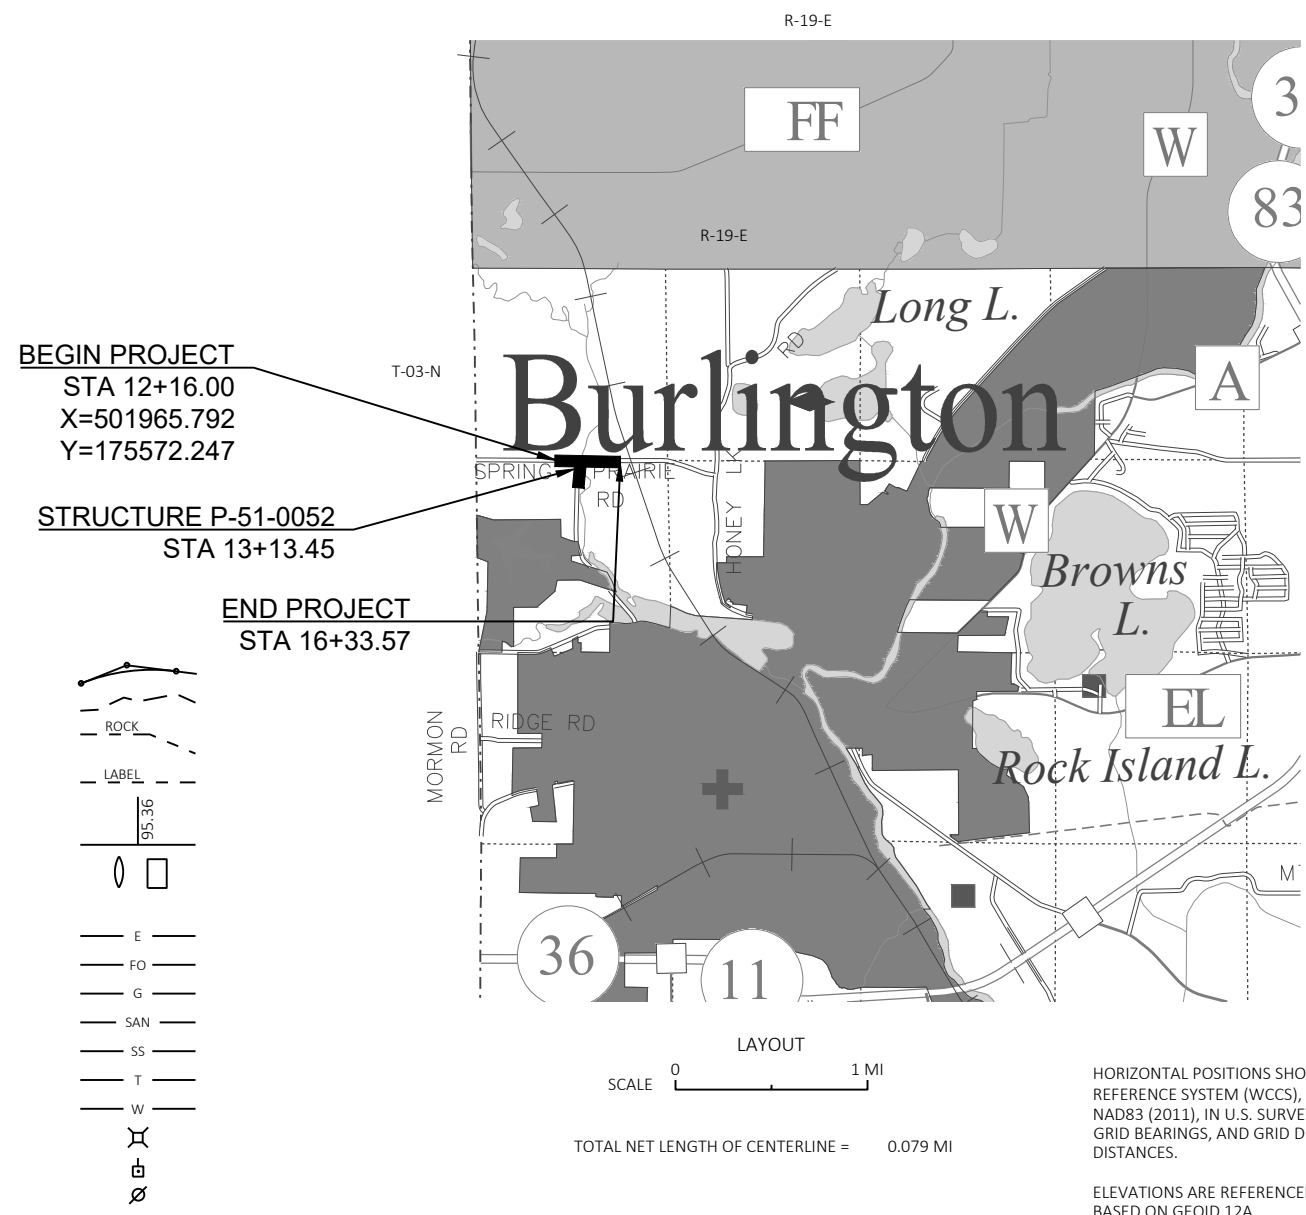 R-19-E
FF
W
3
83
R-19-E
Long L.
RD
BEGIN PROJECT
STA 12+16.00
X=501965.792
Y=175572.247
T-03-N
Burlington
A
SPRING PRAIRIE
RD
HONEY LK
STRUCTURE P-51-0052
STA 13+13.45
W
Browns
L.
END PROJECT
STA 16+33.57
EL
MORMON
RD
RIDGE RD
ROCK
Rock Island L.
LABEL
95.36
MT
36
11
E
FO
G
SAN
SS
T
W
LAYOUT
SCALE 0 1 MI
TOTAL NET LENGTH OF CENTERLINE = 0.079 MI
HORIZONTAL POSITIONS SHO
REFERENCE SYSTEM (WCCS),
NAD83 (2011), IN U.S. SURVE
GRID BEARINGS, AND GRID D
DISTANCES.
ELEVATIONS ARE REFERENCE
BASED ON GEOID 12A